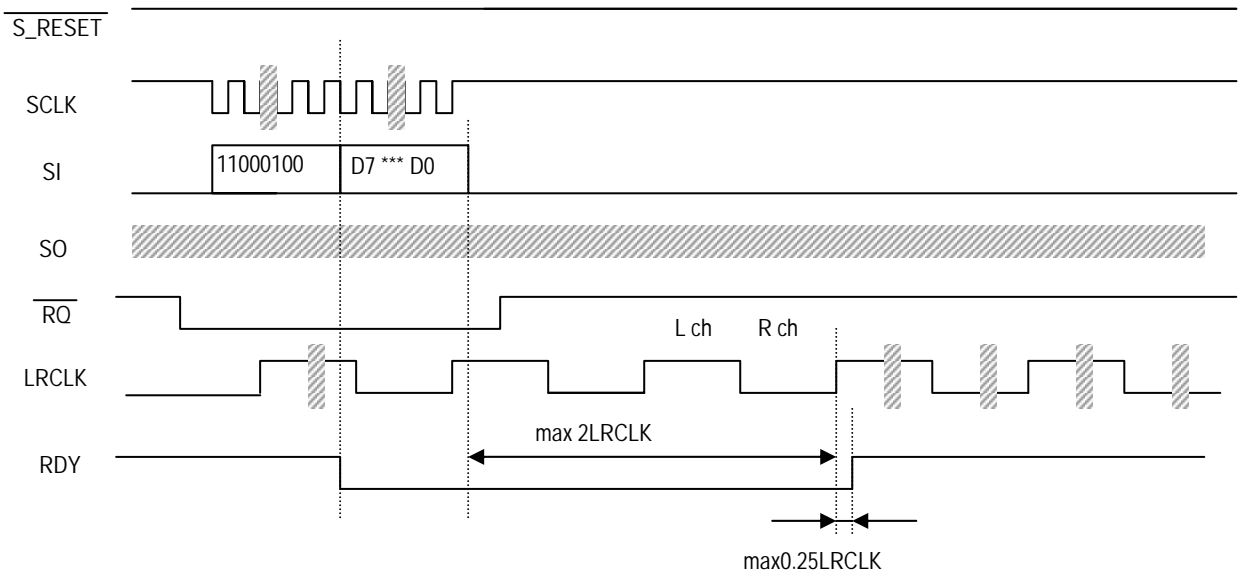 S_RESET
SCLK
SI
11000100
D7 *** D0
SO
RQ
L ch
R ch
LRCLK
max 2LRCLK
RDY
max0.25LRCLK